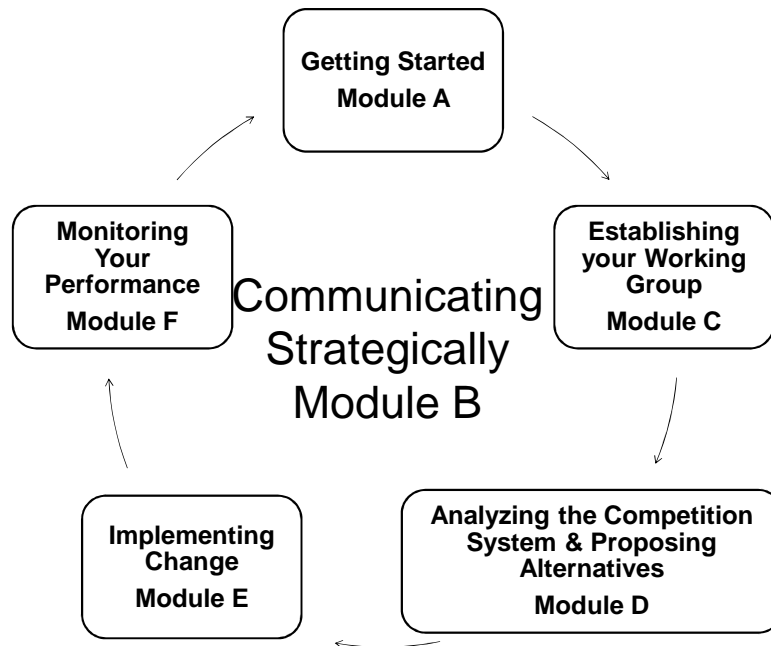 Getting Started
Module A
Establishing
your Working
Group
Module C
Analyzing the Competition
System & Proposing
Alternatives
Module D
Implementing
Change
Module E
Monitoring
Your
Performance
Module F
Communicating
Strategically
Module B